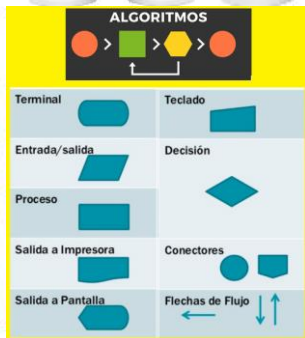 ALGORITMOS
Terminal
Teclado
Entrada/salida
Decisión
Proceso
Salida a Impresora
Conectores
Salida a Pantalla
Flechas de Flujo